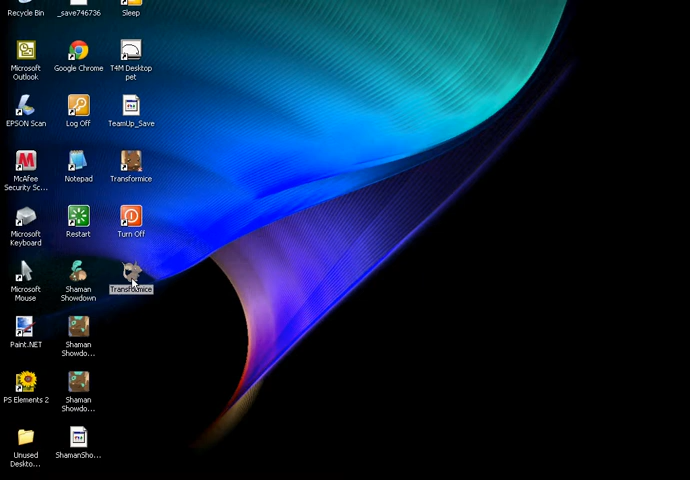 Recycle Bin
_save746736
Sleep
Microsoft
Outlook
Google Chrome
T4M Desktop
pet
EPSON Scan
Log Off
TeamUp_Save
McAfee
Security Sc...
Notepad
Transformice
Microsoft
Keyboard
Restart
Turn Off
Microsoft
Mouse
Shaman
Showdown
Transformice
Paint.NET
Shaman
Showdo...
PS Elements 2
Shaman
Showdo...
Unused
Deskto...
ShamanSho...